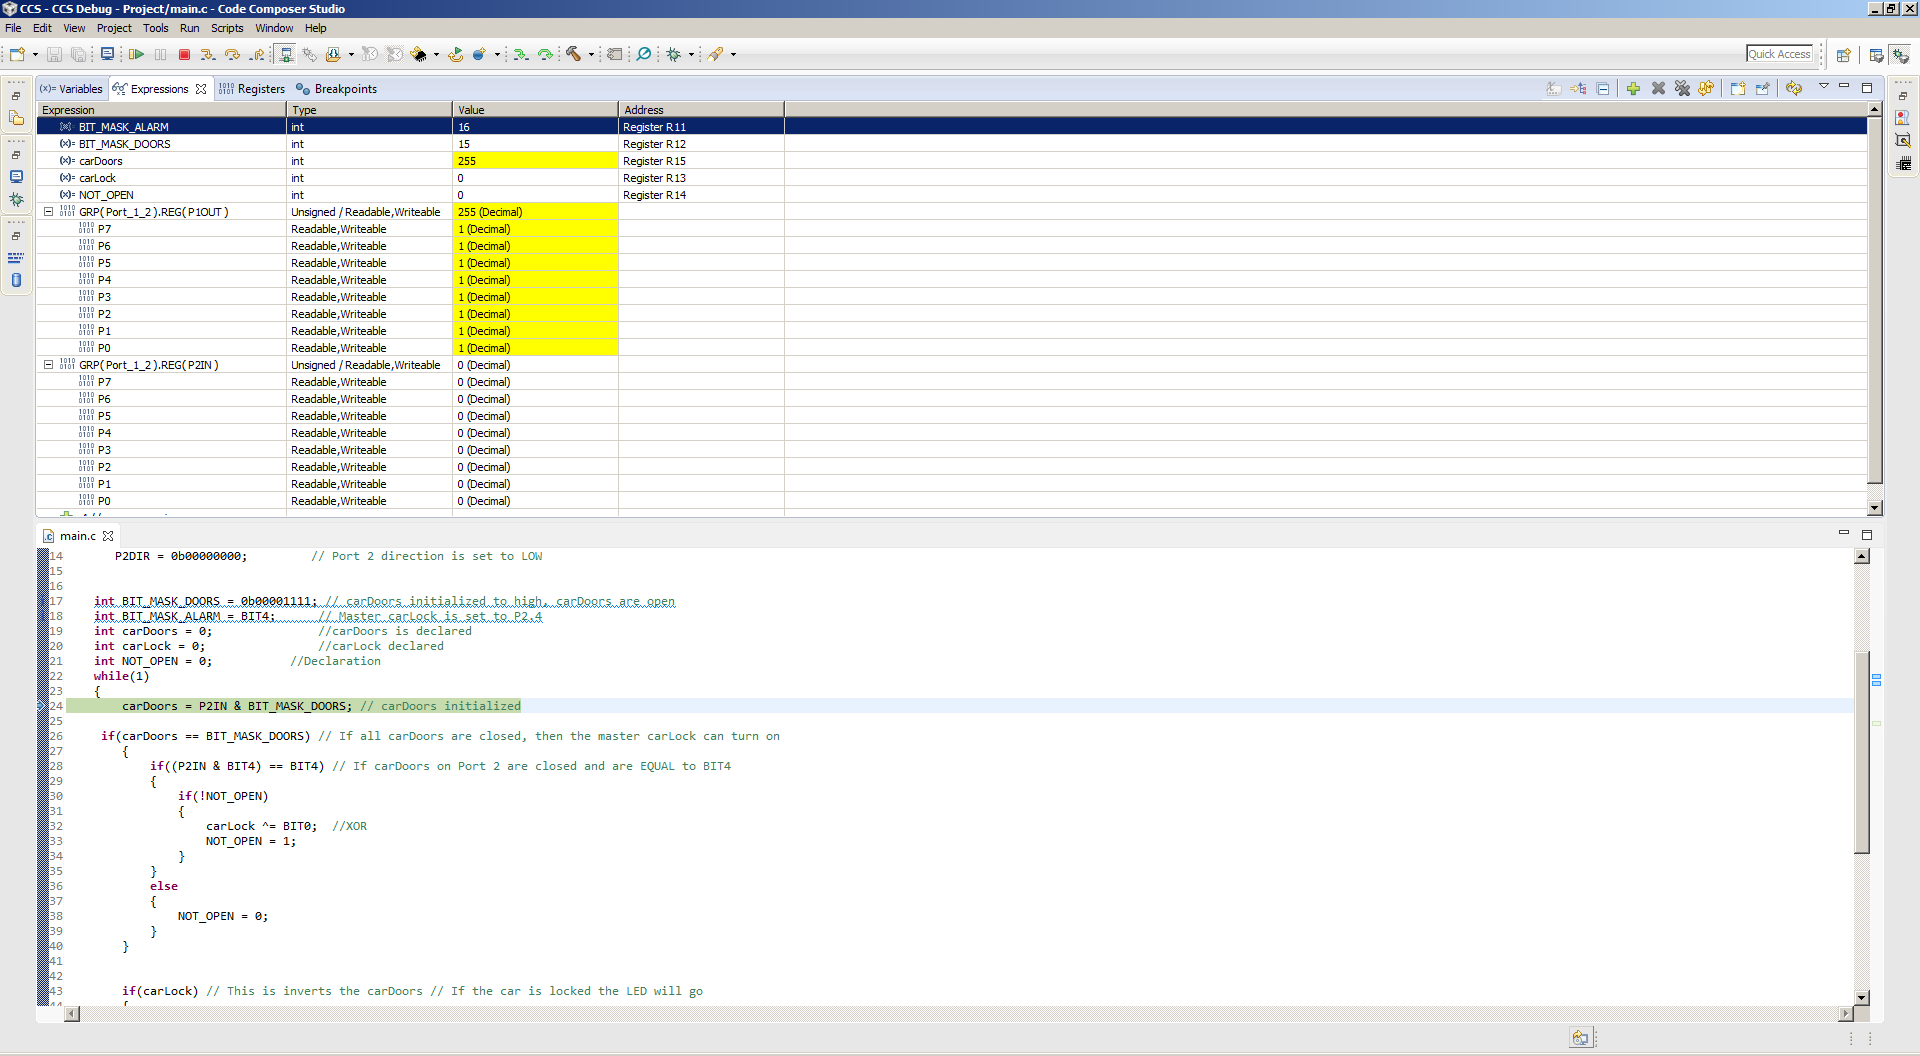 CCS - CCS Debug - Project/main.c - Code Composer Studio
File Edit View Project Tools Run Scripts Window Help
Quick Access
(x)= Variables Expressions Registers Breakpoints
Expression Type Value Address
BIT_MASK_ALARM int 16 Register R11
(x)= BIT_MASK_DOORS int 15 Register R12
(x)= carDoors int 255 Register R15
(x)= carLock int 0 Register R13
(x)= NOT_OPEN int 0 Register R14
GRP(Port_1_2).REG(P1OUT) Unsigned / Readable,Writeable 255 (Decimal)
P7 Readable,Writeable 1 (Decimal)
P6 Readable,Writeable 1 (Decimal)
P5 Readable,Writeable 1 (Decimal)
P4 Readable,Writeable 1 (Decimal)
P3 Readable,Writeable 1 (Decimal)
P2 Readable,Writeable 1 (Decimal)
P1 Readable,Writeable 1 (Decimal)
P0 Readable,Writeable 1 (Decimal)
GRP(Port_1_2).REG(P2IN) Unsigned / Readable,Writeable 0 (Decimal)
P7 Readable,Writeable 0 (Decimal)
P6 Readable,Writeable 0 (Decimal)
P5 Readable,Writeable 0 (Decimal)
P4 Readable,Writeable 0 (Decimal)
P3 Readable,Writeable 0 (Decimal)
P2 Readable,Writeable 0 (Decimal)
P1 Readable,Writeable 0 (Decimal)
P0 Readable,Writeable 0 (Decimal)
main.c
14 P2DIR = 0b00000000; // Port 2 direction is set to LOW
15
16
17 int BIT_MASK_DOORS = 0b00001111; // carDoors initialized to high, carDoors are open
18 int BIT_MASK_ALARM = BIT4; // Master carLock is set to P2.4
19 int carDoors = 0; //carDoors is declared
20 int carLock = 0; //carLock declared
21 int NOT_OPEN = 0; //Declaration
22 while(1)
23 {
24 carDoors = P2IN & BIT_MASK_DOORS; // carDoors initialized
25
26 if(carDoors == BIT_MASK_DOORS) // If all carDoors are closed, then the master carLock can turn on
27 {
28 if((P2IN & BIT4) == BIT4) // If carDoors on Port 2 are closed and are EQUAL to BIT4
29 {
30 if(!NOT_OPEN)
31 {
32 carLock ^= BIT0; //XOR
33 NOT_OPEN = 1;
34 }
35 }
36 else
37 {
38 NOT_OPEN = 0;
39 }
40 }
41
42
43 if(carLock) // This is inverts the carDoors // If the car is locked the LED will go
44 {